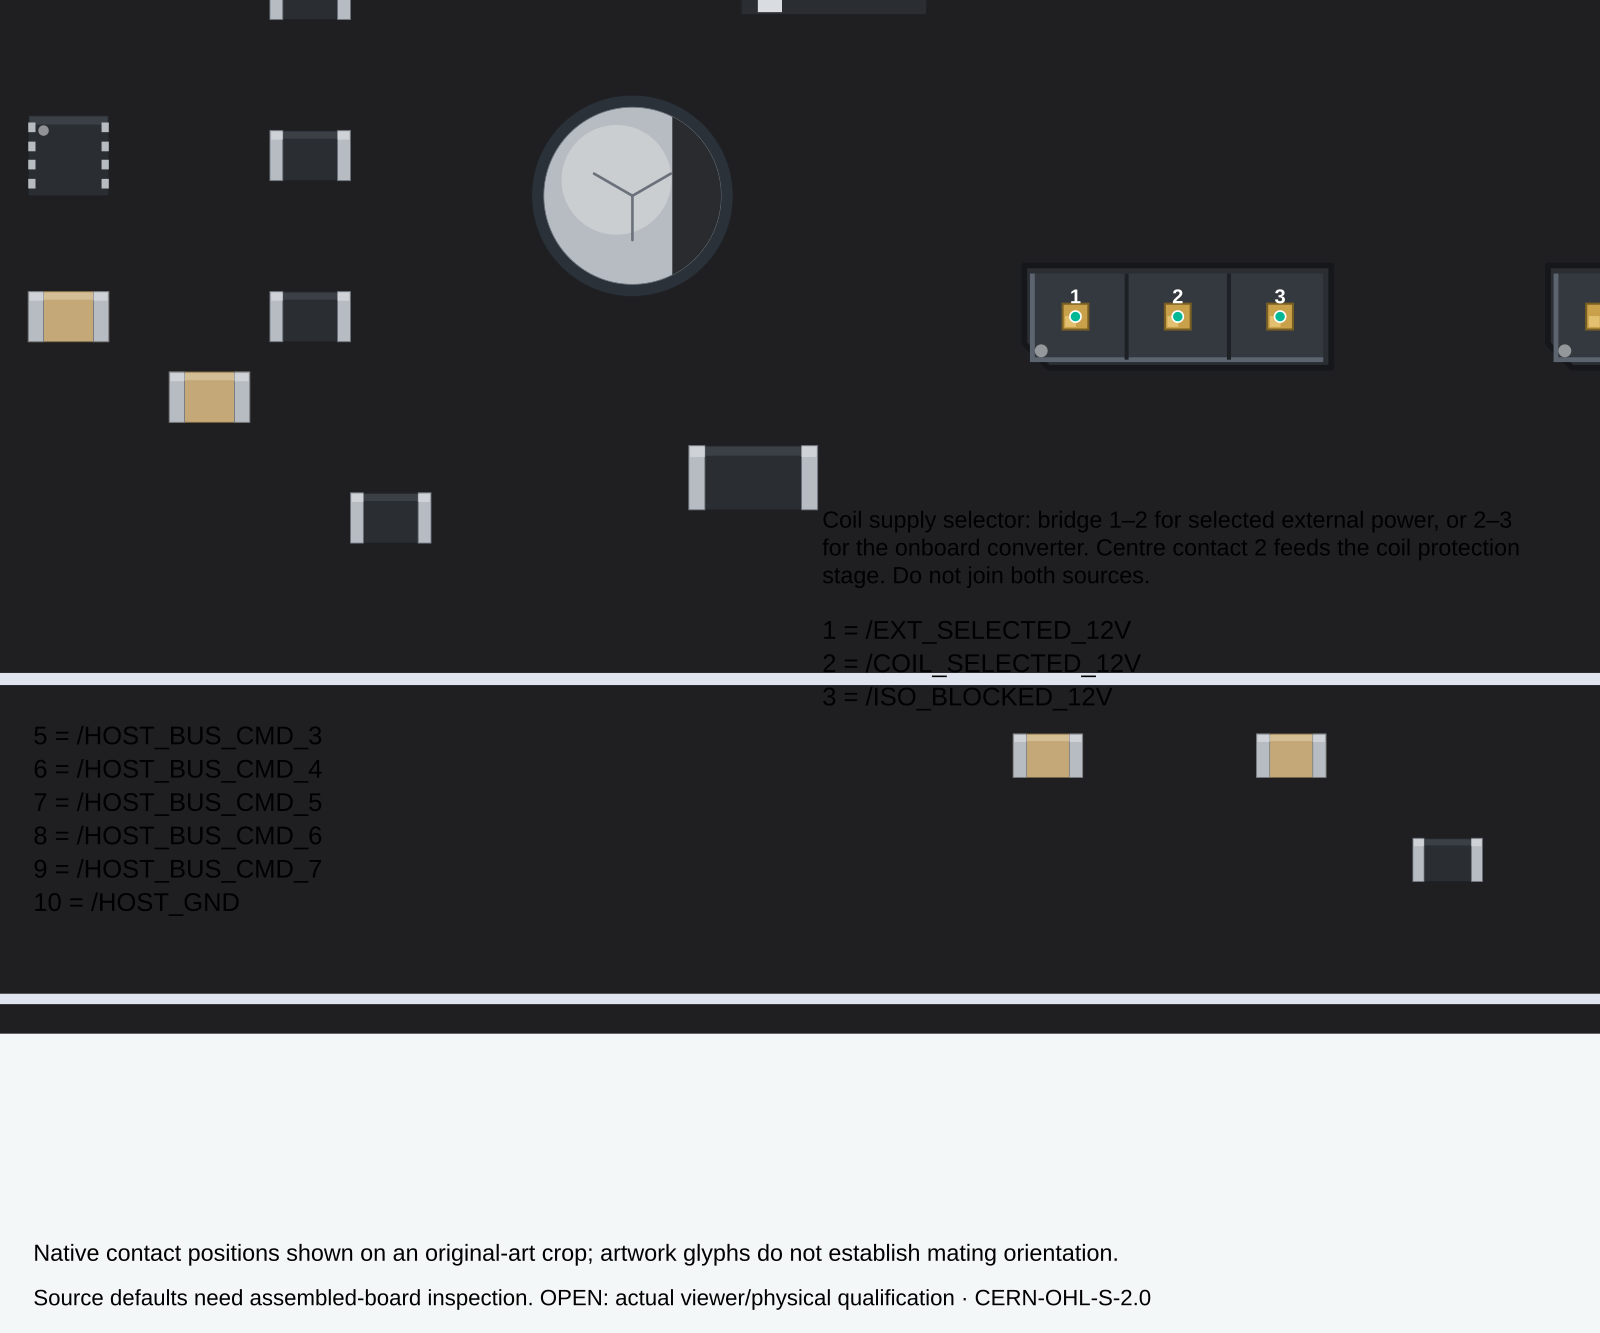 1 2 3
Coil supply selector: bridge 1–2 for selected external power, or 2–3
for the onboard converter. Centre contact 2 feeds the coil protection
stage. Do not join both sources.
1 = /EXT_SELECTED_12V
2 = /COIL_SELECTED_12V
3 = /ISO_BLOCKED_12V
5 = /HOST_BUS_CMD_3
6 = /HOST_BUS_CMD_4
7 = /HOST_BUS_CMD_5
8 = /HOST_BUS_CMD_6
9 = /HOST_BUS_CMD_7
10 = /HOST_GND
Native contact positions shown on an original-art crop; artwork glyphs do not establish mating orientation.
Source defaults need assembled-board inspection. OPEN: actual viewer/physical qualification · CERN-OHL-S-2.0